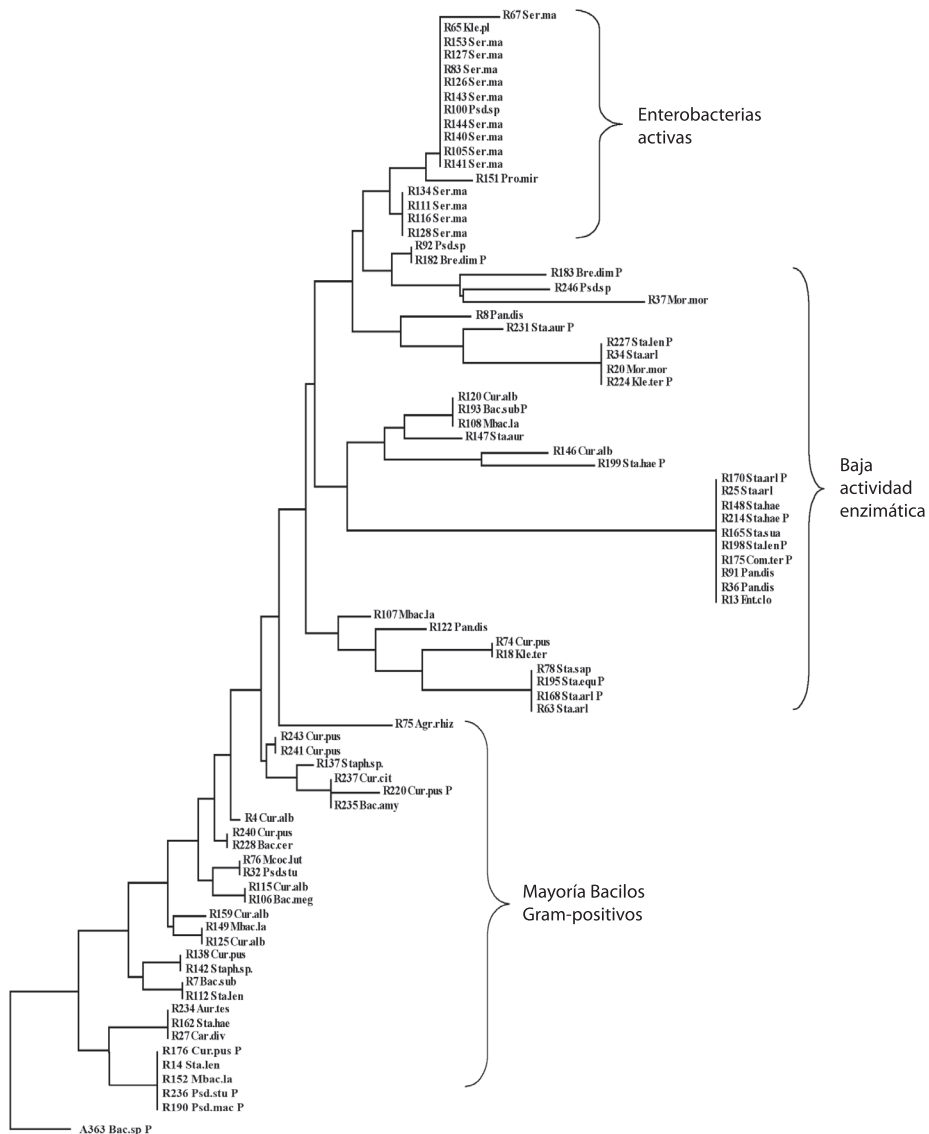 R67 Ser.ma
R65 Kle.pl
R153 Ser.ma
R127 Ser.ma
R83 Ser.ma
R126 Ser.ma
R143 Ser.ma
R100 Psd.sp
R144 Ser.ma
R140 Ser.ma
R105 Ser.ma
R141 Ser.ma
R151 Pro.mir
R134 Ser.ma
R111 Ser.ma
R116 Ser.ma
R128 Ser.ma
Enterobacterias
activas
R92 Psd.sp
R182 Bre.dim P
R183 Bre.dim P
R246 Psd.sp
R37 Mor.mor
R8 Pan.dis
R231 Sta.aur P
R227 Sta.len P
R34 Sta.arl
R20 Mor.mor
R224 Kle.ter P
R120 Cur.alb
R193 Bac.sub P
R108 Mbac.la
R147 Sta.aur
R146 Cur.alb
R199 Sta.hae P
R170 Sta.arl P
R25 Sta.arl
R148 Sta.hae
R214 Sta.hae P
R165 Sta.sua
R198 Sta.len P
R175 Com.ter P
R91 Pan.dis
R36 Pan.dis
R13 Ent.clo
R107 Mbac.la
R122 Pan.dis
R74 Cur.pus
R18 Kle.ter
R78 Sta.sap
R195 Sta.equ P
R168 Sta.arl P
R63 Sta.arl
Baja
actividad
enzimática
R75 Agr.rhiz
R243 Cur.pus
R241 Cur.pus
R137 Staph.sp.
R237 Cur.cit
R220 Cur.pus P
R235 Bac.amy
R4 Cur.alb
R240 Cur.pus
R228 Bac.cer
R76 Mcoc.lut
R32 Psd.stu
R115 Cur.alb
R106 Bac.meg
R159 Cur.alb
R149 Mbac.la
R125 Cur.alb
R138 Cur.pus
R142 Staph.sp.
R7 Bac.sub
R112 Sta.len
R234 Aur.tes
R162 Sta.hae
R27 Car.div
R176 Cur.pus P
R14 Sta.len
R152 Mbac.la
R236 Psd.stu P
R190 Psd.mac P
Mayoría Bacilos
Gram-positivos
A363 Bac.sp P